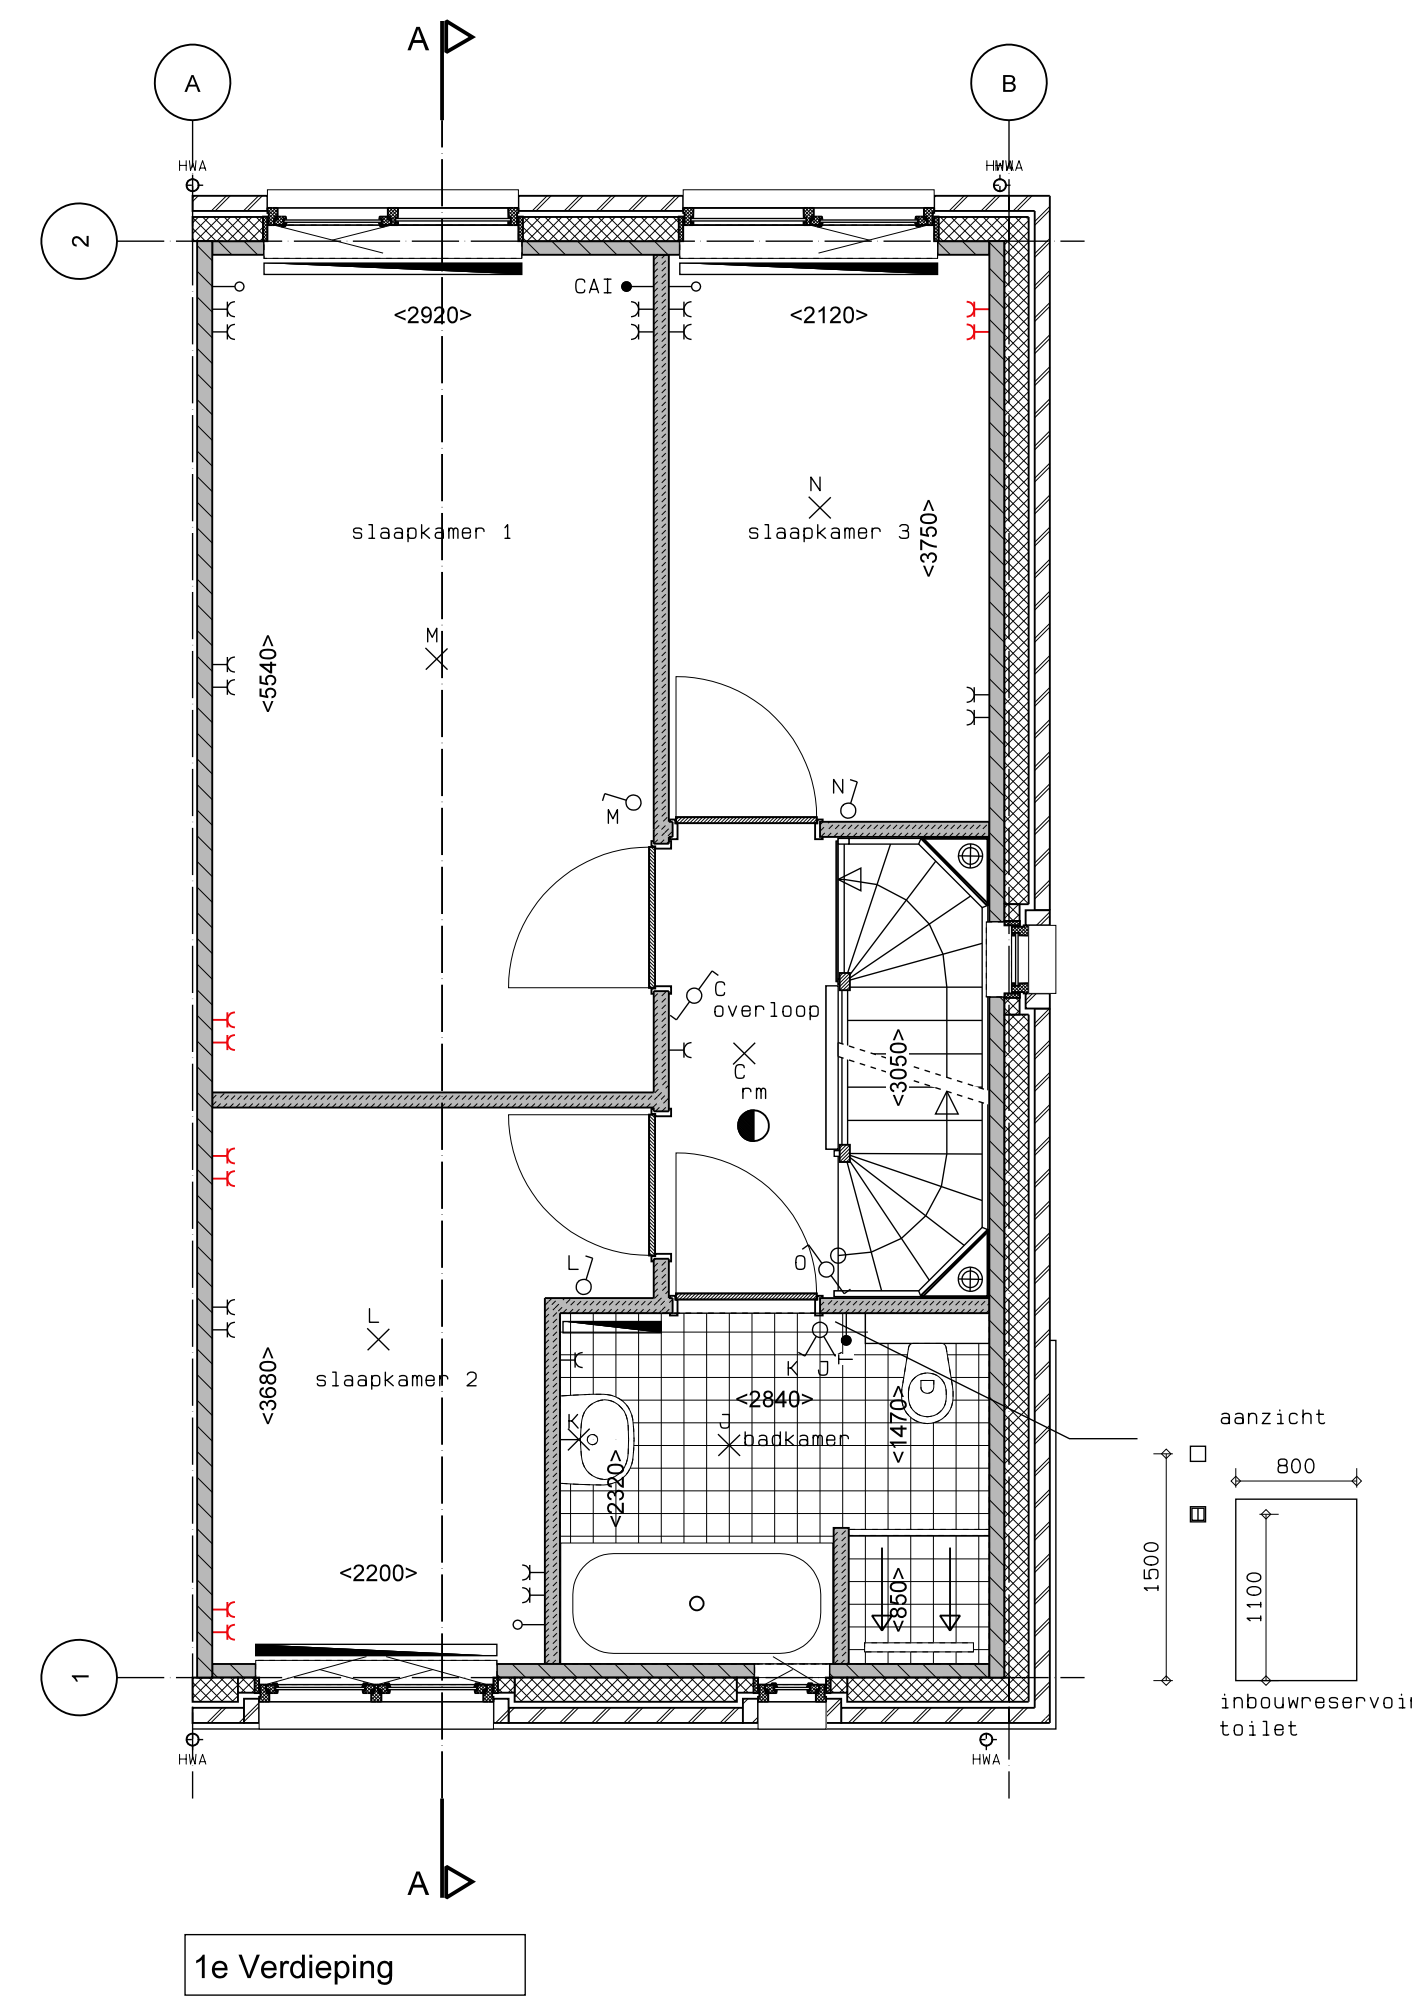 A
A
B
HWA
HWA
2
CAI
<2920>
<2120>
N
slaapkamer 1
slaapkamer 3
<3750>
M
<5540>
N
M
C
overloop
C
rm
<3050>
L
O
L
slaapkamer 2
<3680>
K
J
T
<2840>
<1470>
K
J
badkamer
<2320>
aanzicht
800
1500
1100
<2200>
<850>
1
inbouwreservoir
toilet
HWA
HWA
A
1e Verdieping